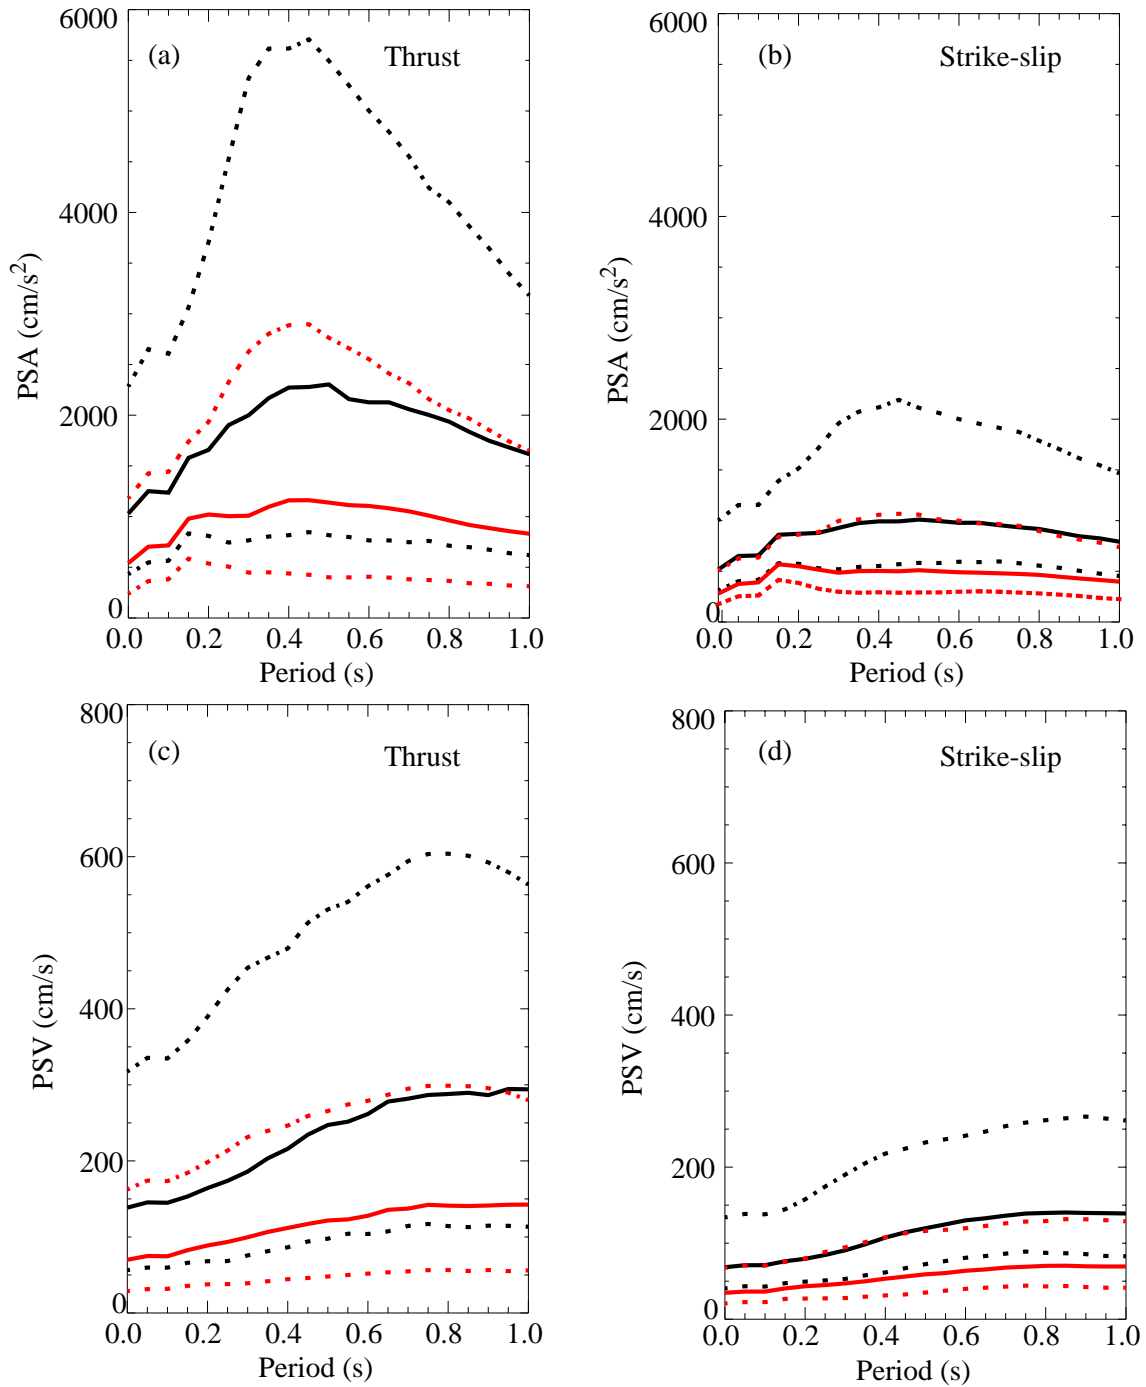 6000
(a)
Thrust
4000
2000
0
PSA (cm/s²)
0.0 0.2 0.4 0.6 0.8 1.0
Period (s)
6000
(b)
Strike-slip
4000
2000
0
PSA (cm/s²)
0.0 0.2 0.4 0.6 0.8 1.0
Period (s)
800
(c)
Thrust
600
400
200
0
PSV (cm/s)
0.0 0.2 0.4 0.6 0.8 1.0
Period (s)
800
(d)
Strike-slip
600
400
200
0
PSV (cm/s)
0.0 0.2 0.4 0.6 0.8 1.0
Period (s)